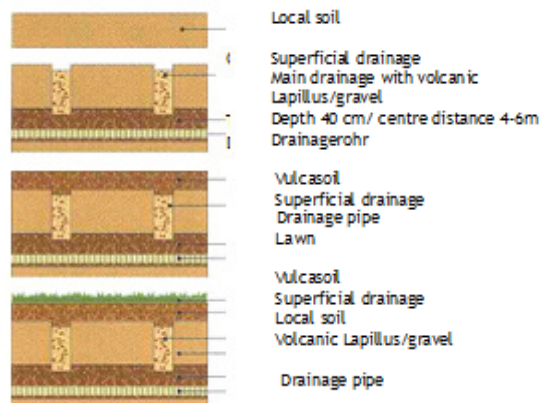 Local soil
Superficial drainage
Main drainage with volcanic
Lapillus/gravel
Depth 40 cm/ centre distance 4-6m
Drainagerohr
Vulcasoil
Superficial drainage
Drainage pipe
Lawn
Vulcasoil
Superficial drainage
Local soil
Volcanic Lapillus/gravel
Drainage pipe